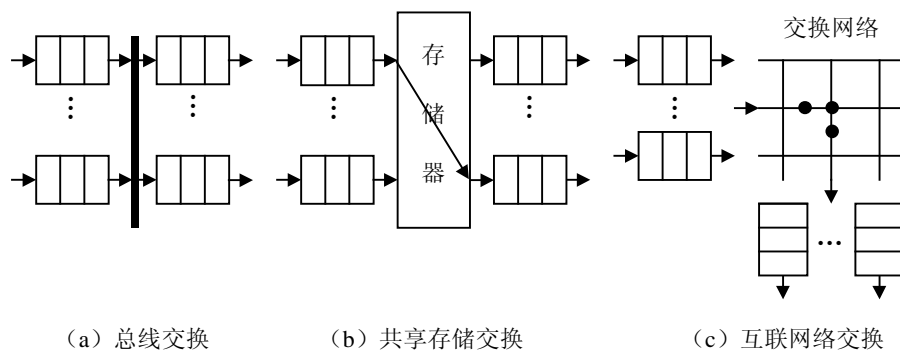 交换网络
存
储
器
（a）总线交换
（b）共享存储交换
（c）互联网络交换